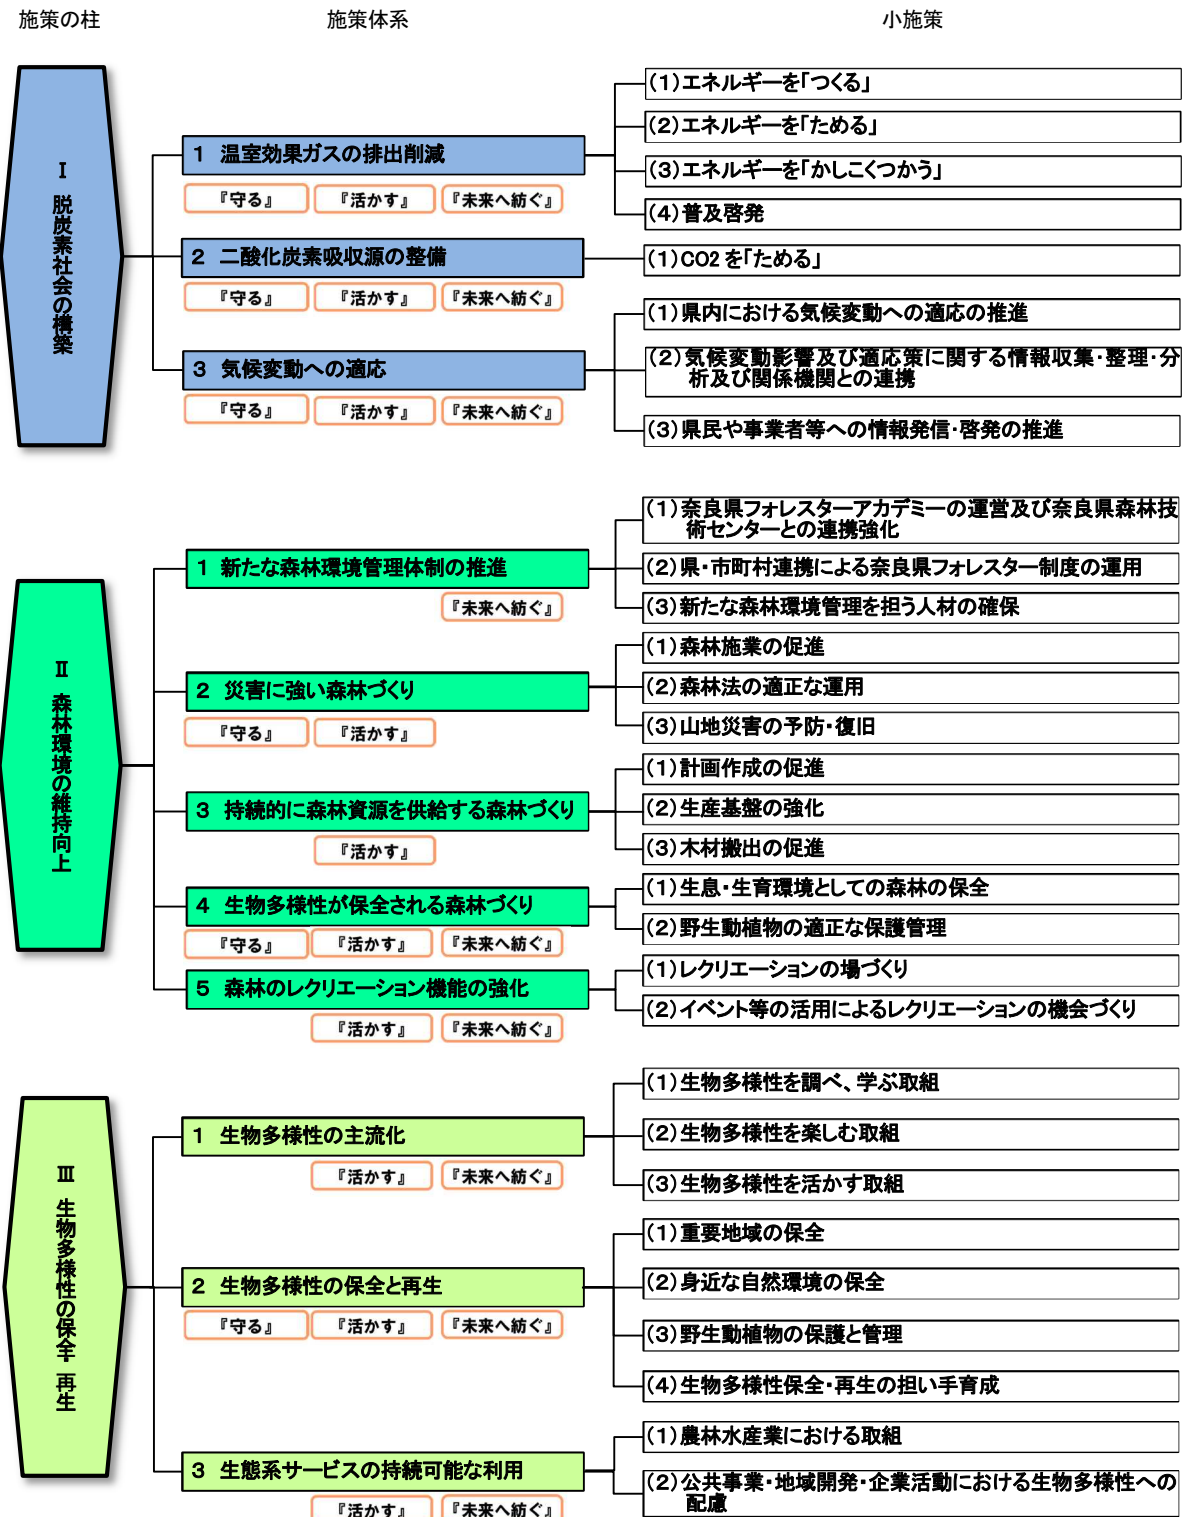 施策の柱
施策体系
小施策
Ⅰ 脱炭素社会の構築
1 温室効果ガスの排出削減
『守る』 『活かす』 『未来へ紡ぐ』
(1)エネルギーを「つくる」
(2)エネルギーを「ためる」
(3)エネルギーを「かしこくつかう」
(4)普及啓発
2 二酸化炭素吸収源の整備
『守る』 『活かす』 『未来へ紡ぐ』
(1)CO2を「ためる」
3 気候変動への適応
『守る』 『活かす』 『未来へ紡ぐ』
(1)県内における気候変動への適応の推進
(2)気候変動影響及び適応策に関する情報収集・整理・分
析及び関係機関との連携
(3)県民や事業者等への情報発信・啓発の推進
Ⅱ 森林環境の維持向上
1 新たな森林環境管理体制の推進
『未来へ紡ぐ』
(1)奈良県フォレスターアカデミーの運営及び奈良県森林技
術センターとの連携強化
(2)県・市町村連携による奈良県フォレスター制度の運用
(3)新たな森林環境管理を担う人材の確保
2 災害に強い森林づくり
『守る』 『活かす』
(1)森林施業の促進
(2)森林法の適正な運用
(3)山地災害の予防・復旧
3 持続的に森林資源を供給する森林づくり
『活かす』
(1)計画作成の促進
(2)生産基盤の強化
(3)木材搬出の促進
4 生物多様性が保全される森林づくり
『守る』 『活かす』 『未来へ紡ぐ』
(1)生息・生育環境としての森林の保全
(2)野生動植物の適正な保護管理
5 森林のレクリエーション機能の強化
『活かす』 『未来へ紡ぐ』
(1)レクリエーションの場づくり
(2)イベント等の活用によるレクリエーションの機会づくり
Ⅲ 生物多様性の保全・再生
1 生物多様性の主流化
『活かす』 『未来へ紡ぐ』
(1)生物多様性を調べ、学ぶ取組
(2)生物多様性を楽しむ取組
(3)生物多様性を活かす取組
2 生物多様性の保全と再生
『守る』 『活かす』 『未来へ紡ぐ』
(1)重要地域の保全
(2)身近な自然環境の保全
(3)野生動植物の保護と管理
(4)生物多様性保全・再生の担い手育成
3 生態系サービスの持続可能な利用
『活かす』 『未来へ紡ぐ』
(1)農林水産業における取組
(2)公共事業・地域開発・企業活動における生物多様性への
配慮